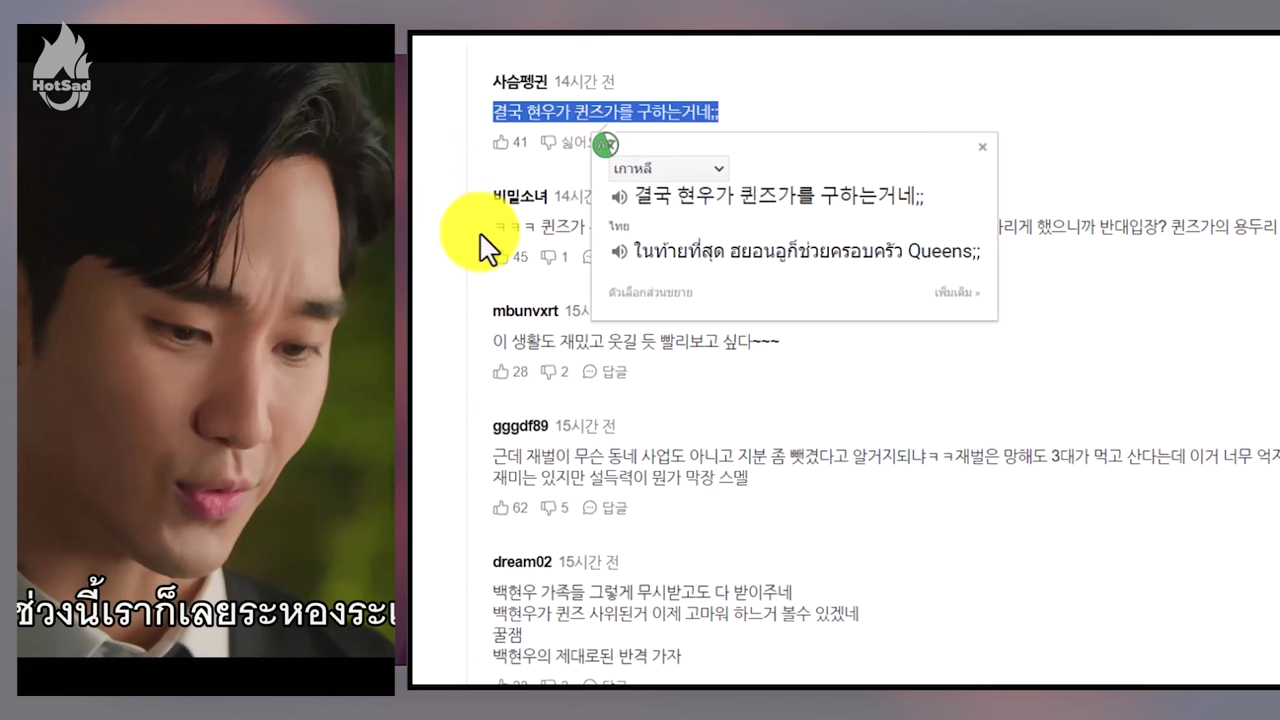 HotSad
ช่วงนี้เราก็เลยระหองระ
사슴펭귄 14시간 전
결국 현우가 퀸즈가를 구하는거네;;
41 싫어
เกาหลี
결국 현우가 퀸즈가를 구하는거네;;
ไทย
ในท้ายที่สุด ฮยอนอูก็ช่วยครอบครัว Queens;;
ตัวเลือกส่วนขยาย เพิ่มเติม »
비밀소녀 14시간
ㅋㅋㅋ 퀸즈가 하리게 했으니까 반대입장? 퀸즈가의 용두리
45 1
mbunvxrt 15시
이 생활도 재밌고 웃길 듯 빨리보고 싶다~~~
28 2 답글
gggdf89 15시간 전
근데 재벌이 무슨 동네 사업도 아니고 지분 좀 뺏겼다고 알거지되냐ㅋㅋ재벌은 망해도 3대가 먹고 산다는데 이거 너무 억지
재미는 있지만 설득력이 뭔가 막장 스멜
62 5 답글
dream02 15시간 전
백현우 가족들 그렇게 무시받고도 다 받이주네
백현우가 퀸즈 사위된거 이제 고마워 하느거 볼수 있겠네
꿀잼
백현우의 제대로된 반격 가자